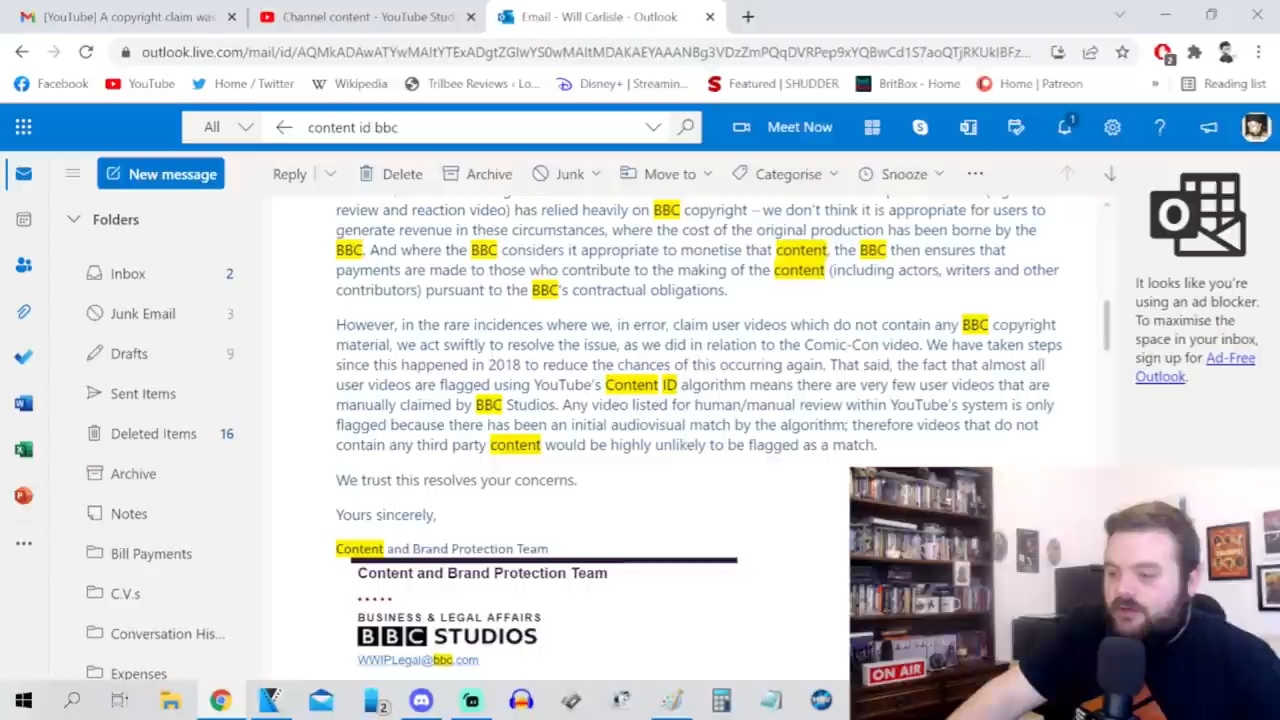 [YouTube] A copyright claim was
Channel content - YouTube Stud
Email - Will Carlisle - Outlook
outlook.live.com/mail/id/AQMkADAwATYwMAItYTExADgtZGIwYS0wMAItMDAKAEYAAANBg3VDzZmPQqDVRPep9xYQBwCd1S7aoQTjRKUkIBFz...
2
Facebook
YouTube
Home / Twitter
Wikipedia
Trilbee Reviews ‹ Lo...
Disney+ | Streamin...
Featured | SHUDDER
BritBox - Home
Home | Patreon
»
Reading list
All
content id bbc
Meet Now
1
New message
Reply
Delete
Archive
Junk
Move to
Categorise
Snooze
Folders
Inbox 2
Junk Email 3
Drafts 9
Sent Items
Deleted Items 16
Archive
Notes
Bill Payments
C.V.s
Conversation His...
Expenses
review and reaction video) has relied heavily on BBC copyright – we don't think it is appropriate for users to
generate revenue in these circumstances, where the cost of the original production has been borne by the
BBC. And where the BBC considers it appropriate to monetise that content, the BBC then ensures that
payments are made to those who contribute to the making of the content (including actors, writers and other
contributors) pursuant to the BBC's contractual obligations.
However, in the rare incidences where we, in error, claim user videos which do not contain any BBC copyright
material, we act swiftly to resolve the issue, as we did in relation to the Comic-Con video. We have taken steps
since this happened in 2018 to reduce the chances of this occurring again. That said, the fact that almost all
user videos are flagged using YouTube's Content ID algorithm means there are very few user videos that are
manually claimed by BBC Studios. Any video listed for human/manual review within YouTube's system is only
flagged because there has been an initial audiovisual match by the algorithm; therefore videos that do not
contain any third party content would be highly unlikely to be flagged as a match.
We trust this resolves your concerns.
Yours sincerely,
Content and Brand Protection Team
Content and Brand Protection Team
BUSINESS & LEGAL AFFAIRS
BBC STUDIOS
WWIPLegal@bbc.com
It looks like you're
using an ad blocker.
To maximise the
space in your inbox,
sign up for Ad-Free
Outlook.
ON AIR
2